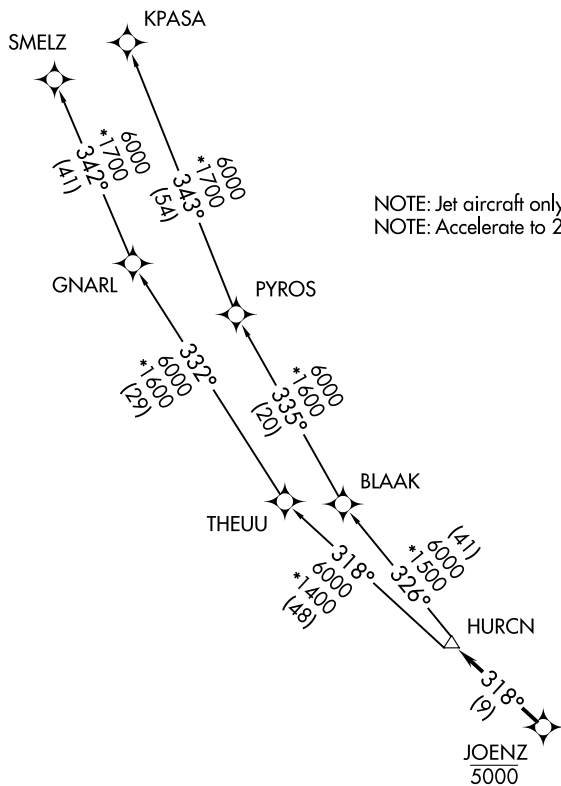 KPASA
SMELZ
6000
*1700
342°
(41)
6000
*1700
343°
(54)
NOTE: Jet aircraft only
NOTE: Accelerate to 2
GNARL
PYROS
332°
6000
*1600
(29)
6000
*1600
335°
(20)
BLAAK
THEUU
318°
6000
*1400
(48)
(41)
6000
*1500
326°
HURCN
318°
(9)
JOENZ
5000